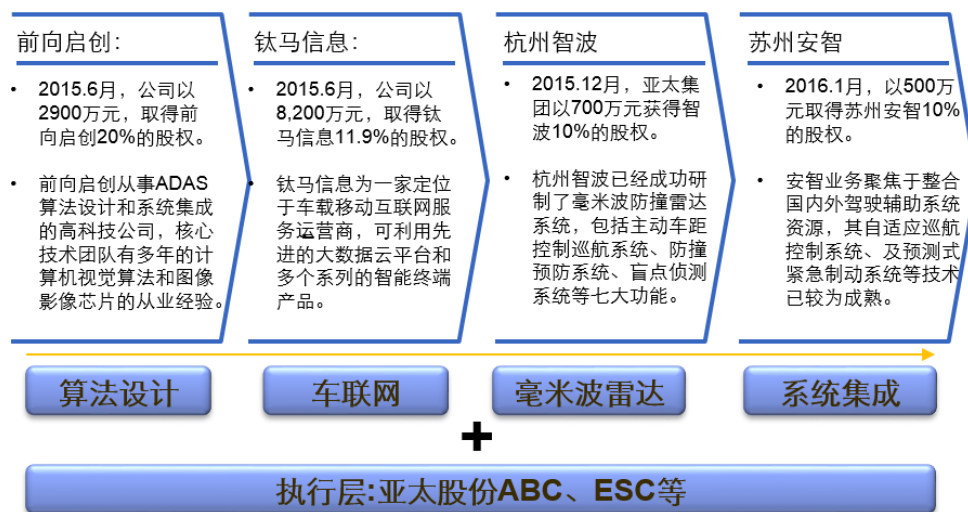 前向启创:
• 2015.6月，公司以
2900万元，取得前
向启创20%的股权。
• 前向启创从事ADAS
算法设计和系统集成
的高科技公司，核心
技术团队有多年的计
算机视觉算法和图像
影像芯片的从业经验。
钛马信息:
• 2015.6月，公司以
8,200万元，取得钛
马信息11.9%的股权。
• 钛马信息为一家定位
于车载移动互联网服
务运营商，可利用先
进的大数据云平台和
多个系列的智能终端
产品。
杭州智波
• 2015.12月，亚太集
团以700万元获得智
波10%的股权。
• 杭州智波已经成功研
制了毫米波防撞雷达
系统，包括主动车距
控制巡航系统、防撞
预防系统、盲点侦测
系统等七大功能。
苏州安智
• 2016.1月，以500万
元取得苏州安智10%
的股权。
• 安智业务聚焦于整合
国内外驾驶辅助系统
资源，其自适应巡航
控制系统、及预测式
紧急制动系统等技术
已较为成熟。
算法设计
车联网
毫米波雷达
系统集成
+
执行层:亚太股份ABC、ESC等